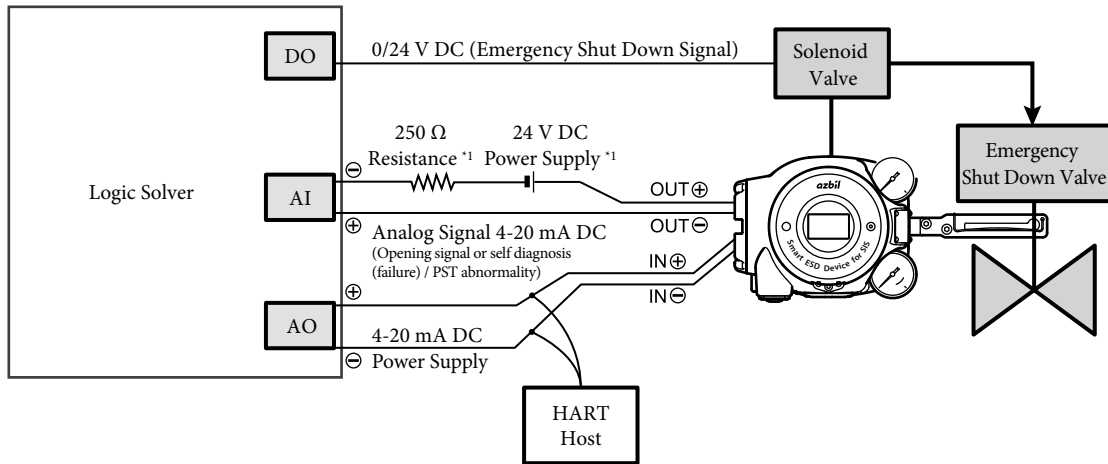 DO
0/24 V DC (Emergency Shut Down Signal)
Solenoid
Valve
250 Ω
Resistance *1
24 V DC
Power Supply *1
Emergency
Shut Down Valve
Logic Solver
AI
⊖
⊕
OUT⊕
OUT⊖
azbil
Smart ESD Device for SIS
Analog Signal 4-20 mA DC
(Opening signal or self diagnosis
(failure) / PST abnormality)
IN⊕
IN⊖
AO
⊕
⊖
4-20 mA DC
Power Supply
HART
Host